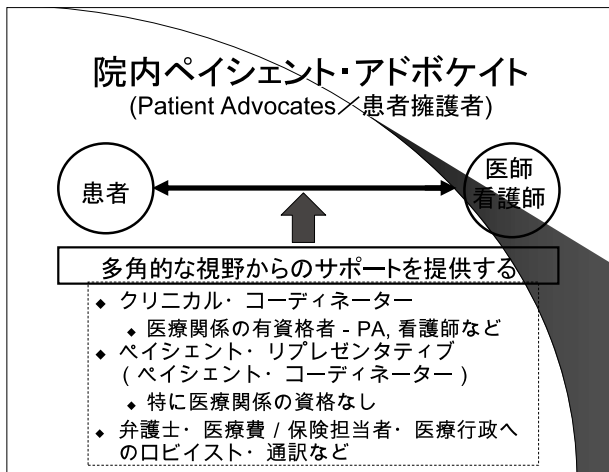 院内ペイシェント・アドボケイト
(Patient Advocates／患者擁護者)
患者
医師
看護師
多角的な視野からのサポートを提供する
◆ クリニカル・コーディネーター
◆ 医療関係の有資格者 - PA, 看護師など
◆ ペイシェント・リプレゼンタティブ
( ペイシェント・コーディネーター )
◆ 特に医療関係の資格なし
◆ 弁護士・医療費 / 保険担当者・医療行政へ
のロビイスト・通訳など